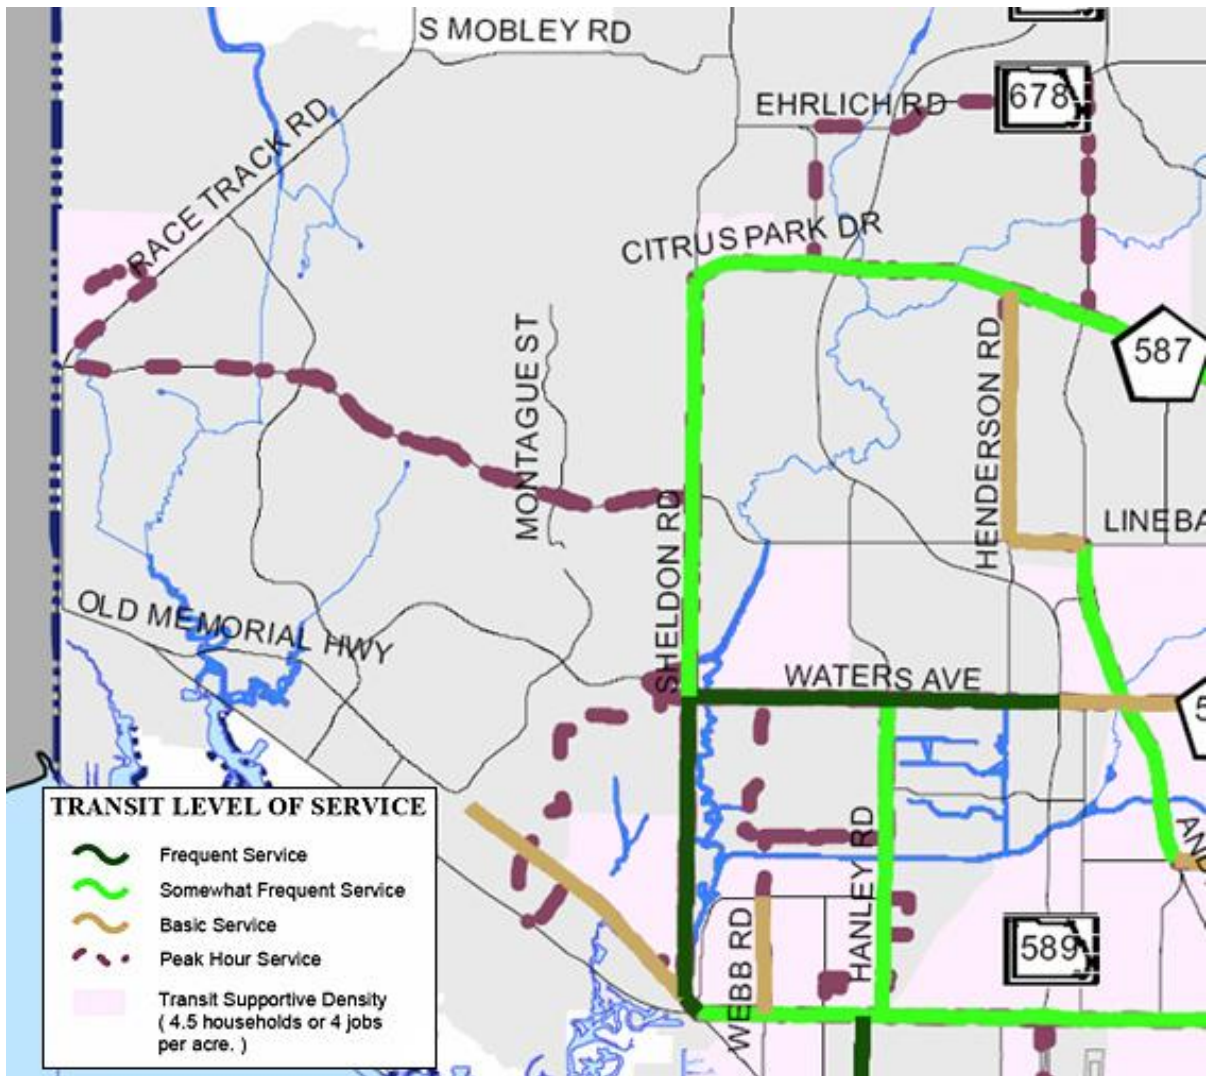 S MOBLEY RD
EHRLICH RD
678
RACE TRACK RD
CITRUS PARK DR
587
MONTAGUE ST
HENDERSON RD
LINEBA
SHELDON RD
OLD MEMORIAL HWY
WATERS AVE
5
TRANSIT LEVEL OF SERVICE
Frequent Service
Somewhat Frequent Service
Basic Service
Peak Hour Service
Transit Supportive Density
( 4.5 households or 4 jobs
per acre. )
HANLEY RD
AND
WEBB RD
589